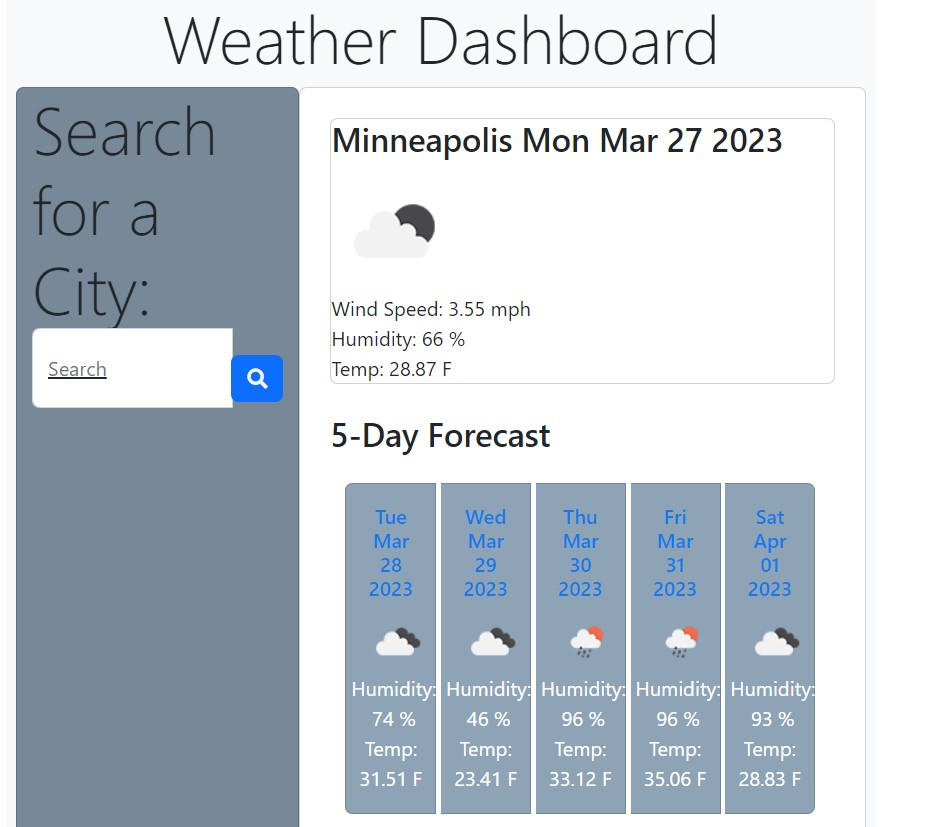 Weather Dashboard
Search
for a
City:
Search
Minneapolis Mon Mar 27 2023
Wind Speed: 3.55 mph
Humidity: 66 %
Temp: 28.87 F
5-Day Forecast
Tue
Mar
28
2023
Humidity:
74 %
Temp:
31.51 F
Wed
Mar
29
2023
Humidity:
46 %
Temp:
23.41 F
Thu
Mar
30
2023
Humidity:
96 %
Temp:
33.12 F
Fri
Mar
31
2023
Humidity:
96 %
Temp:
35.06 F
Sat
Apr
01
2023
Humidity:
93 %
Temp:
28.83 F